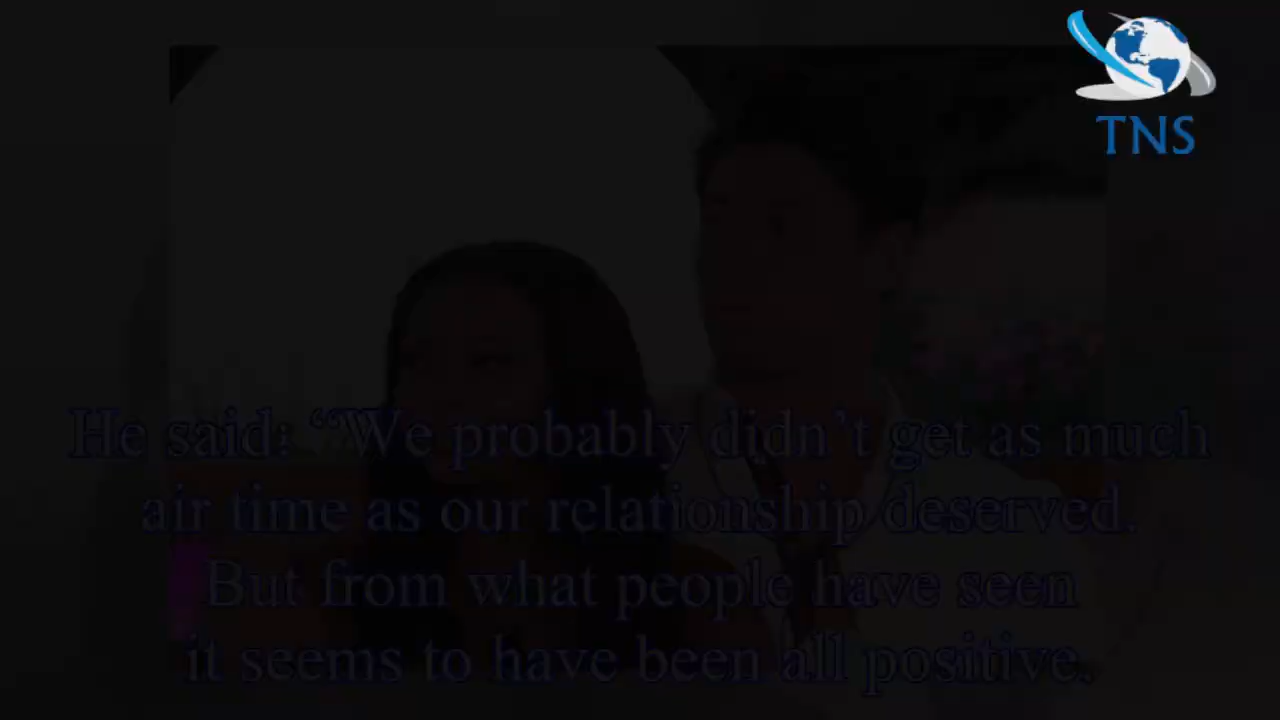 TNS
He said: “We probably didn’t get as much
air time as our relationship deserved.
But from what people have seen
it seems to have been all positive.